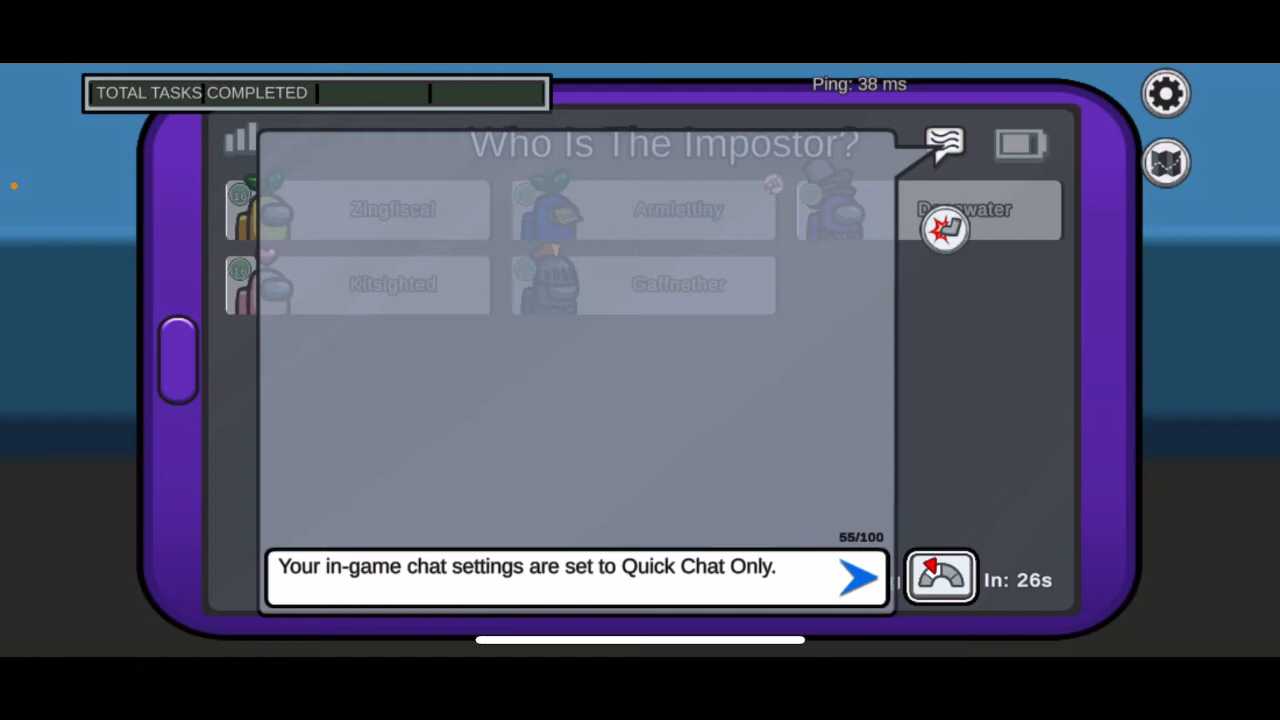 TOTAL TASKS COMPLETED
Ping: 38 ms
Who Is The Impostor?
Zingfiscal
Armlettiny
Kitsighted
Gaffnether
55/100
Your in-game chat settings are set to Quick Chat Only.
In: 26s